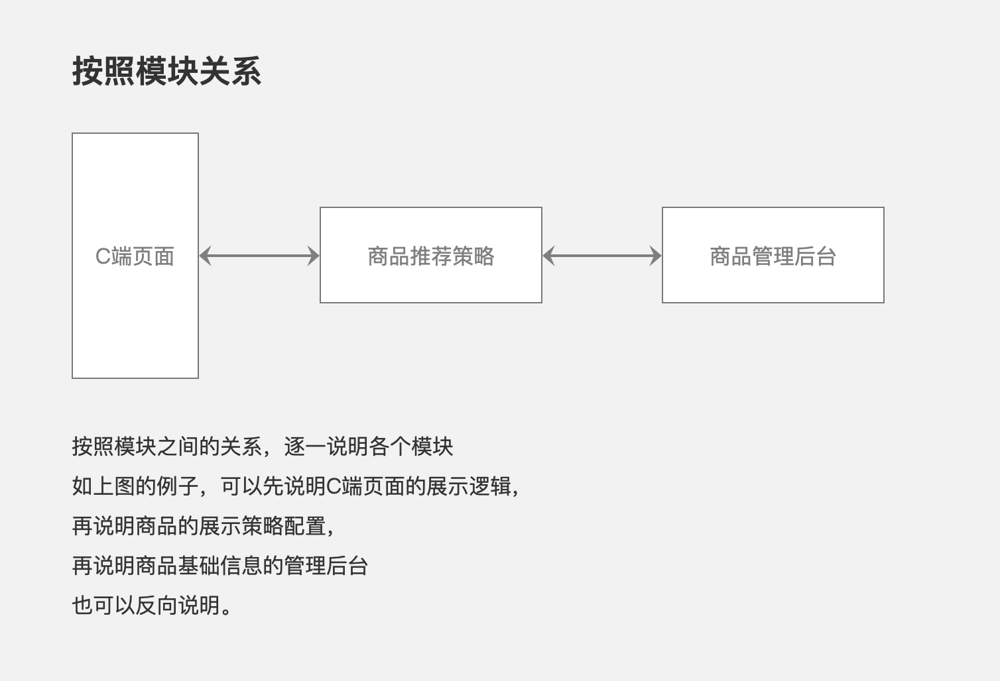 按照模块关系
C端页面
商品推荐策略
商品管理后台
按照模块之间的关系，逐一说明各个模块
如上图的例子，可以先说明C端页面的展示逻辑，
再说明商品的展示策略配置，
再说明商品基础信息的管理后台
也可以反向说明。